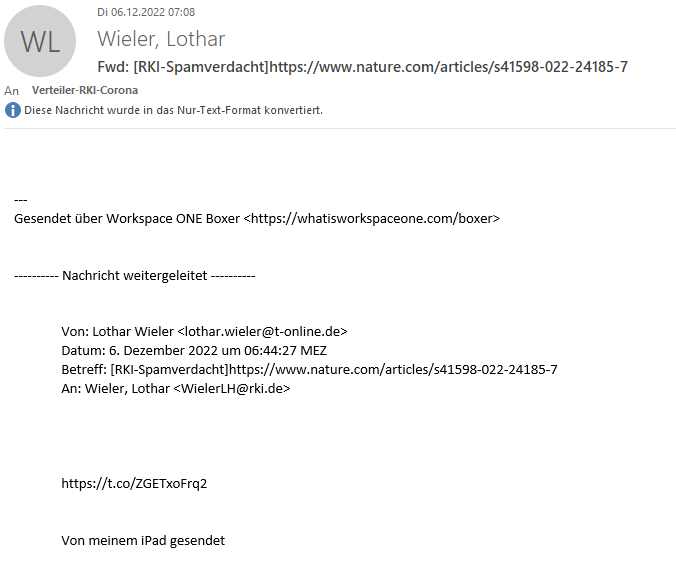 WL
Di 06.12.2022 07:08
Wieler, Lothar
Fwd: [RKI-Spamverdacht]https://www.nature.com/articles/s41598-022-24185-7
An Verteiler-RKI-Corona
Diese Nachricht wurde in das Nur-Text-Format konvertiert.
---
Gesendet über Workspace ONE Boxer <https://whatisworkspaceone.com/boxer>
---------- Nachricht weitergeleitet ----------
Von: Lothar Wieler <lothar.wieler@t-online.de>
Datum: 6. Dezember 2022 um 06:44:27 MEZ
Betreff: [RKI-Spamverdacht]https://www.nature.com/articles/s41598-022-24185-7
An: Wieler, Lothar <WielerLH@rki.de>
https://t.co/ZGETxoFrq2
Von meinem iPad gesendet